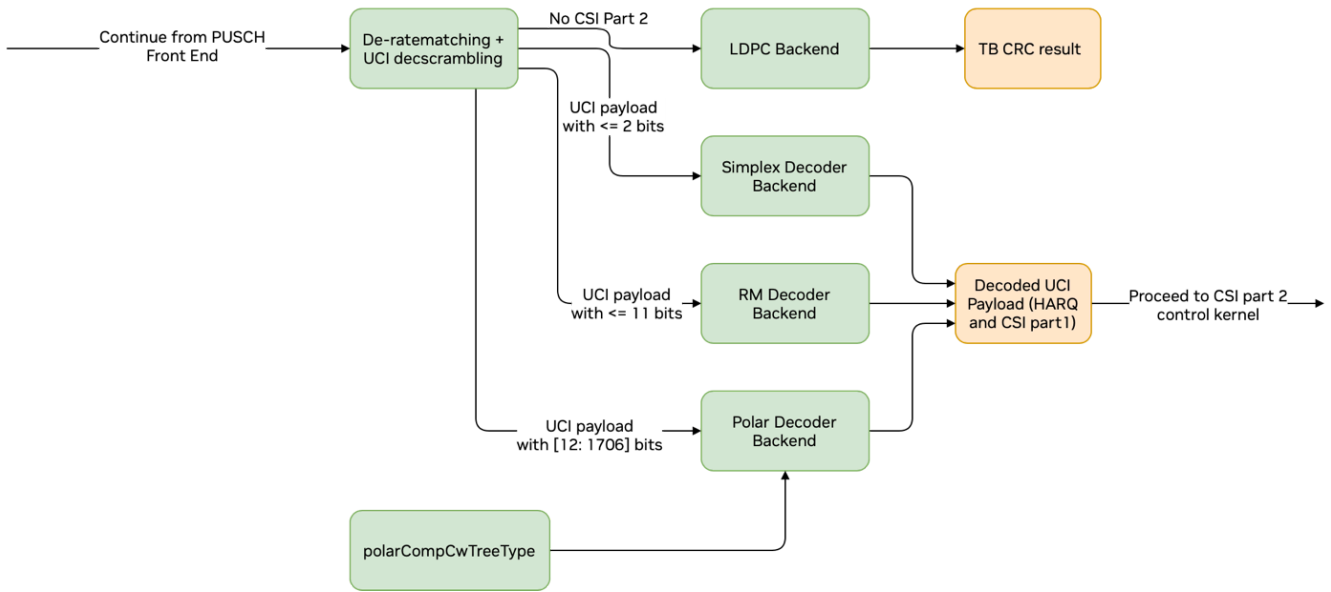 Continue from PUSCH
Front End
De-ratematching +
UCI decscrambling
No CSI Part 2
LDPC Backend
TB CRC result
UCI payload
with <= 2 bits
Simplex Decoder
Backend
UCI payload
with <= 11 bits
RM Decoder
Backend
Decoded UCI
Payload (HARQ
and CSI part1)
Proceed to CSI part 2
control kernel
UCI payload
with [12: 1706] bits
Polar Decoder
Backend
polarCompCwTreeType